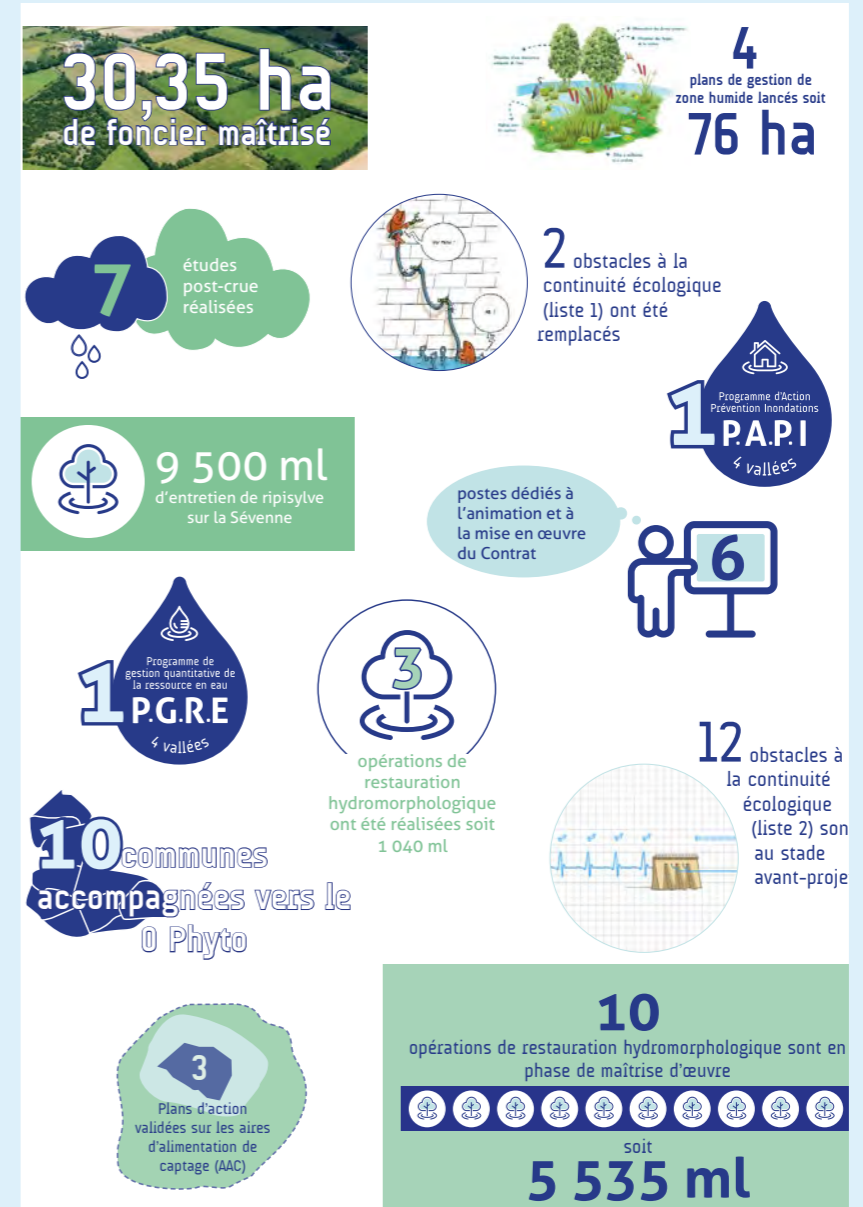 30,35 ha
de foncier maîtrisé
4
plans de gestion de
zone humide lancés soit
76 ha
7
études
post-crue
réalisées
2 obstacles à la
continuité écologique
(liste 1) ont été
remplacés
1
Programme d'Action
Prévention Inondations
P.A.P.I
4 vallées
9 500 ml
d'entretien de ripisylve
sur la Sévenne
postes dédiés à
l'animation et à
la mise en œuvre
du Contrat
6
1
Programme de
gestion quantitative de
la ressource en eau
P.G.R.E
4 vallées
3
opérations de
restauration
hydromorphologique
ont été réalisées soit
1 040 ml
12 obstacles à
la continuité
écologique
(liste 2) son
au stade
avant-proje
10 communes
accompagnées vers le
0 Phyto
3
Plans d'action
validées sur les aires
d'alimentation de
captage (AAC)
10
opérations de restauration hydromorphologique sont en
phase de maîtrise d'œuvre
soit
5 535 ml